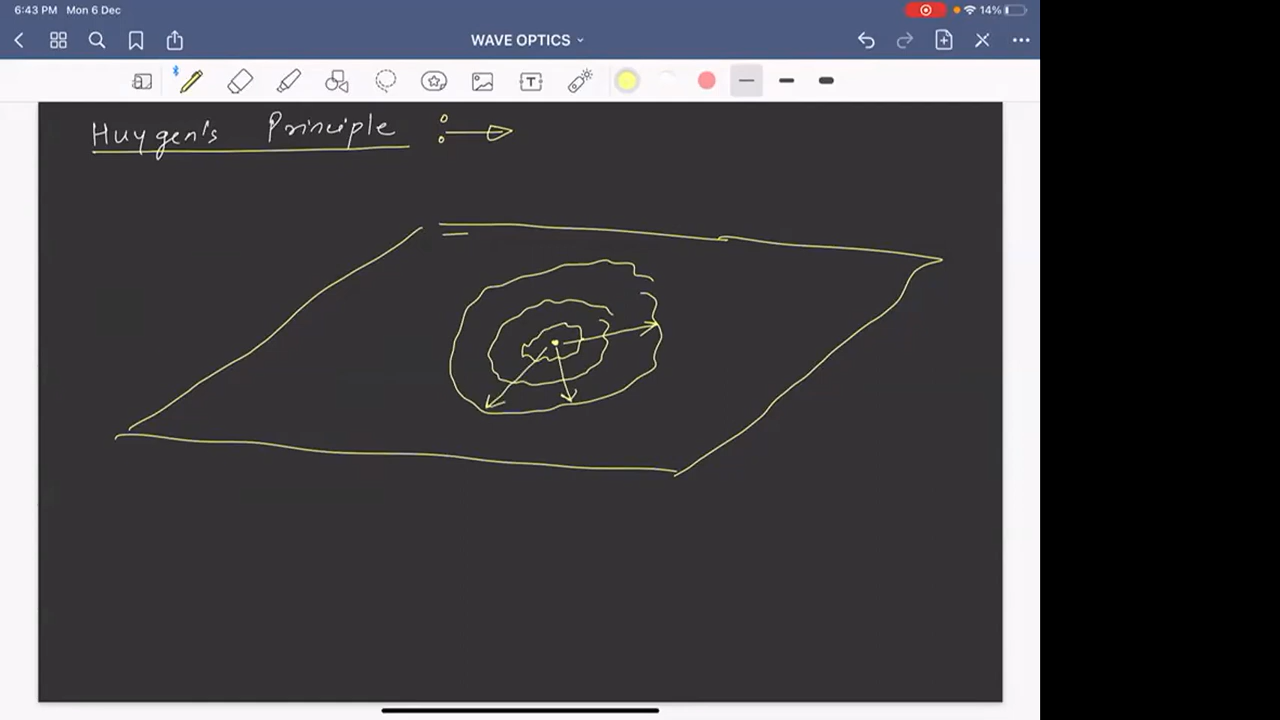 6:43 PM Mon 6 Dec
14%
WAVE OPTICS
T
Huygen's Principle :